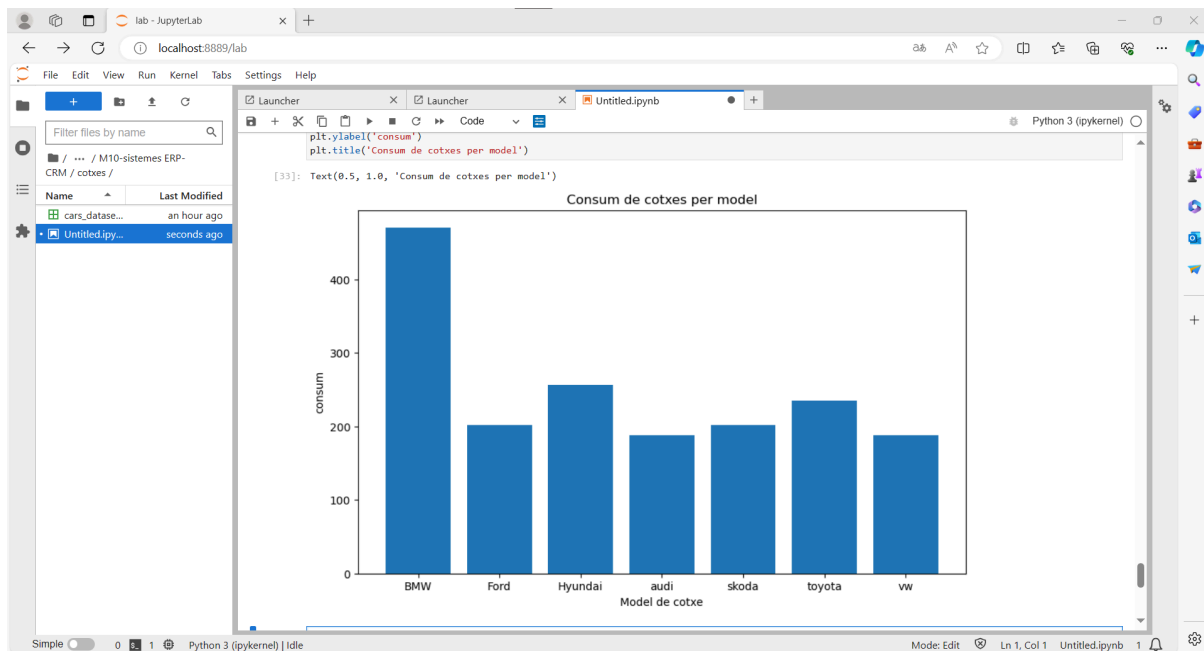 lab - JupyterLab
localhost:8889/lab
File Edit View Run Kernel Tabs Settings Help
Launcher
Launcher
Untitled.ipynb
Code
Python 3 (ipykernel)
Filter files by name
/ ... / M10-sistemes ERP-
CRM / cotxes /
Name Last Modified
cars_datase... an hour ago
Untitled.ipy... seconds ago
plt.ylabel('consum')
plt.title('Consum de cotxes per model')
[33]: Text(0.5, 1.0, 'Consum de cotxes per model')
Consum de cotxes per model
400
300
200
100
0
consum
BMW Ford Hyundai audi skoda toyota vw
Model de cotxe
Simple 0 1 Python 3 (ipykernel) | Idle
Mode: Edit Ln 1, Col 1 Untitled.ipynb 1